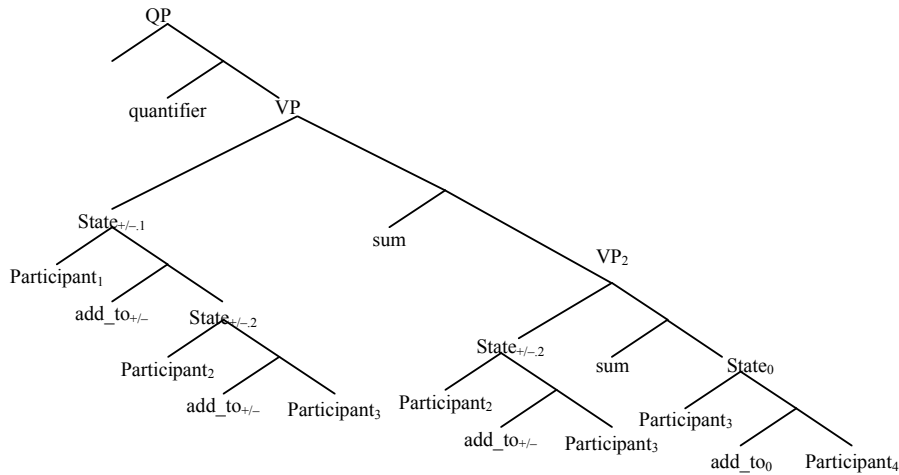 QP
quantifier
VP
State+/–.1
sum
VP2
Participant1
add_to+/–
State+/–.2
State+/–.2
sum
State0
Participant2
add_to+/–
Participant3
Participant2
add_to+/–
Participant3
Participant3
add_to0
Participant4